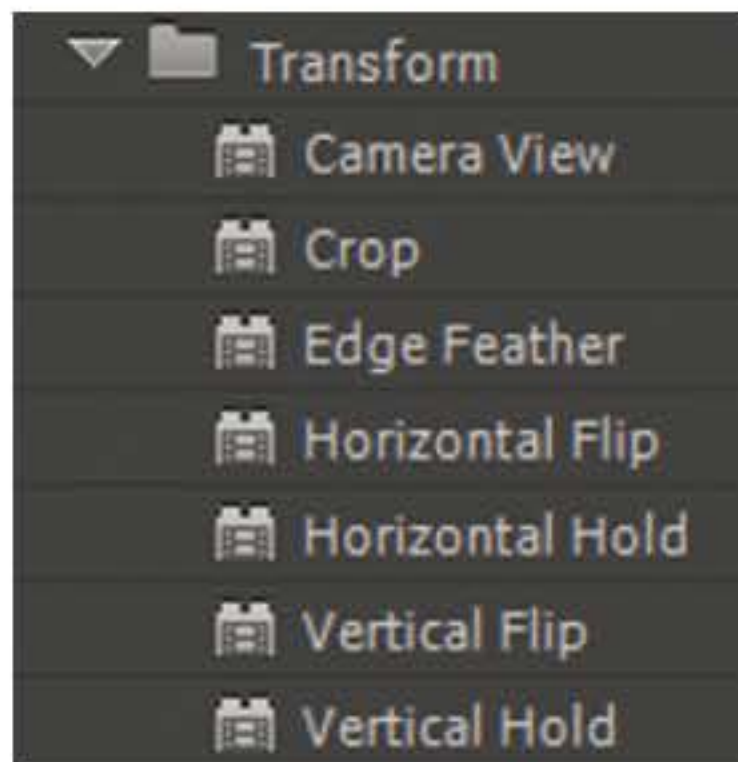 Transform
Camera View
Crop
Edge Feather
Horizontal Flip
Horizontal Hold
Vertical Flip
Vertical Hold